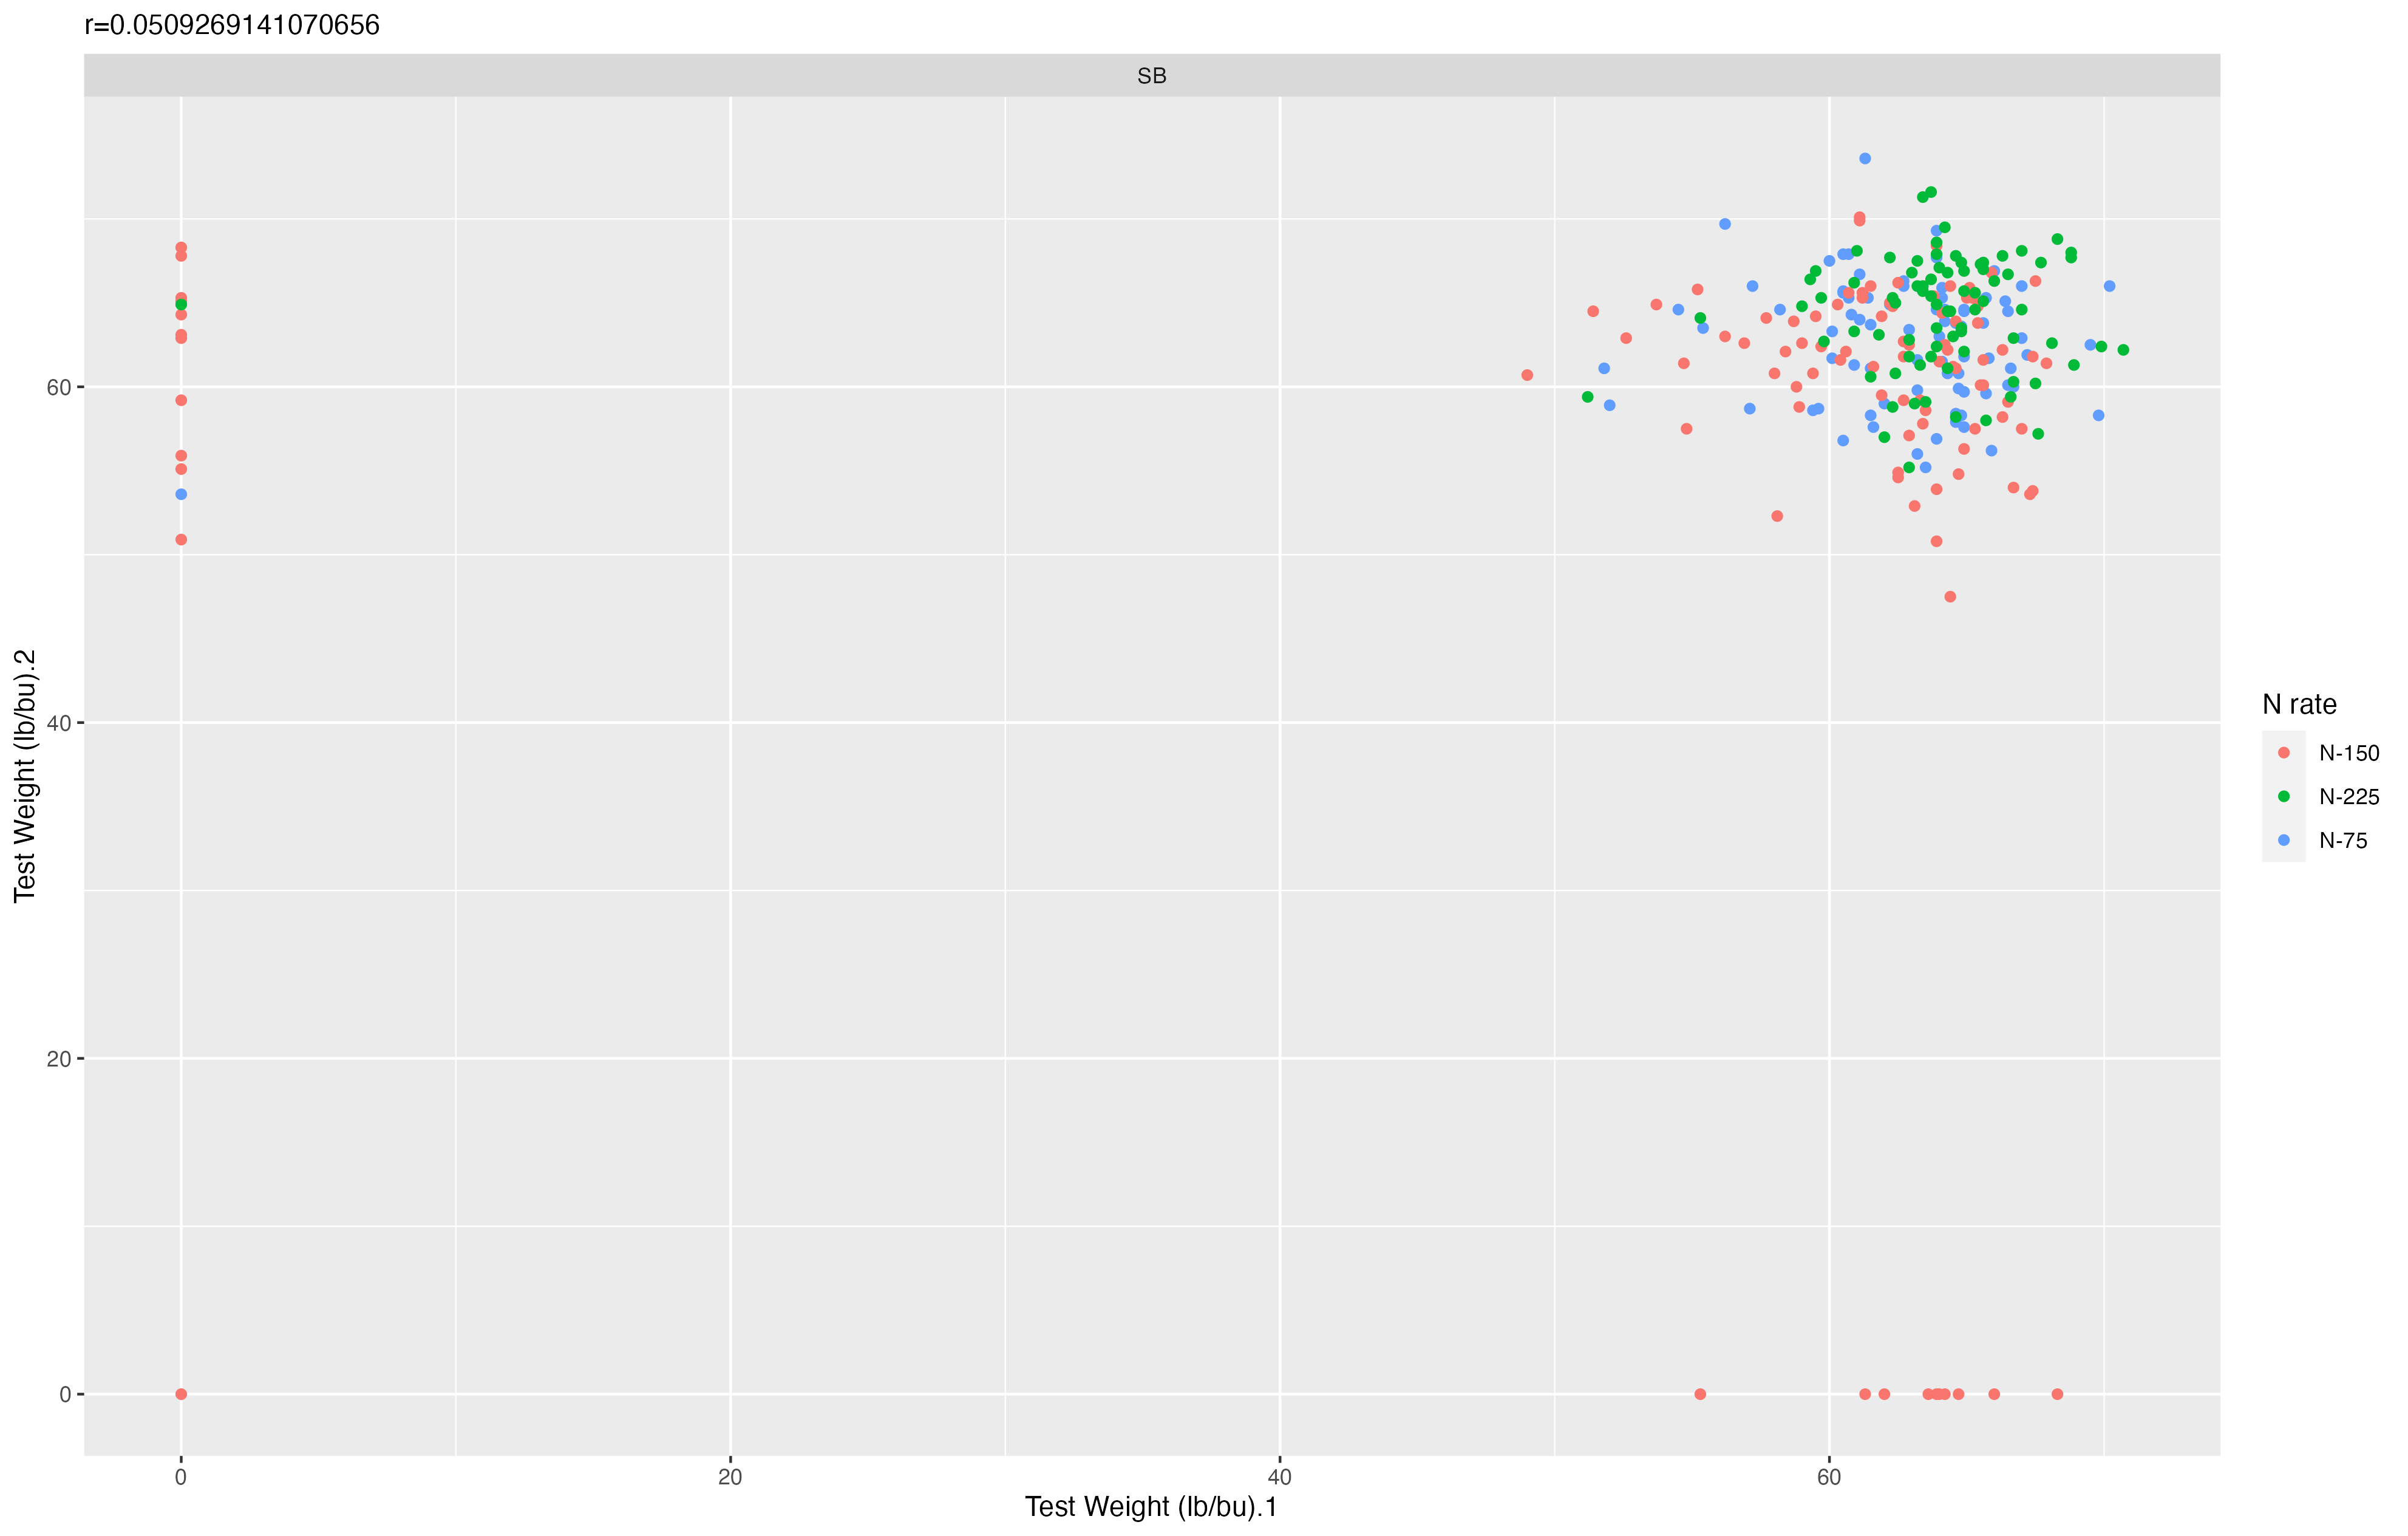 r=0.0509269141070656
SB
60
40
20
0
Test Weight (lb/bu).2
0
20
40
60
Test Weight (lb/bu).1
N rate
N-150
N-225
N-75